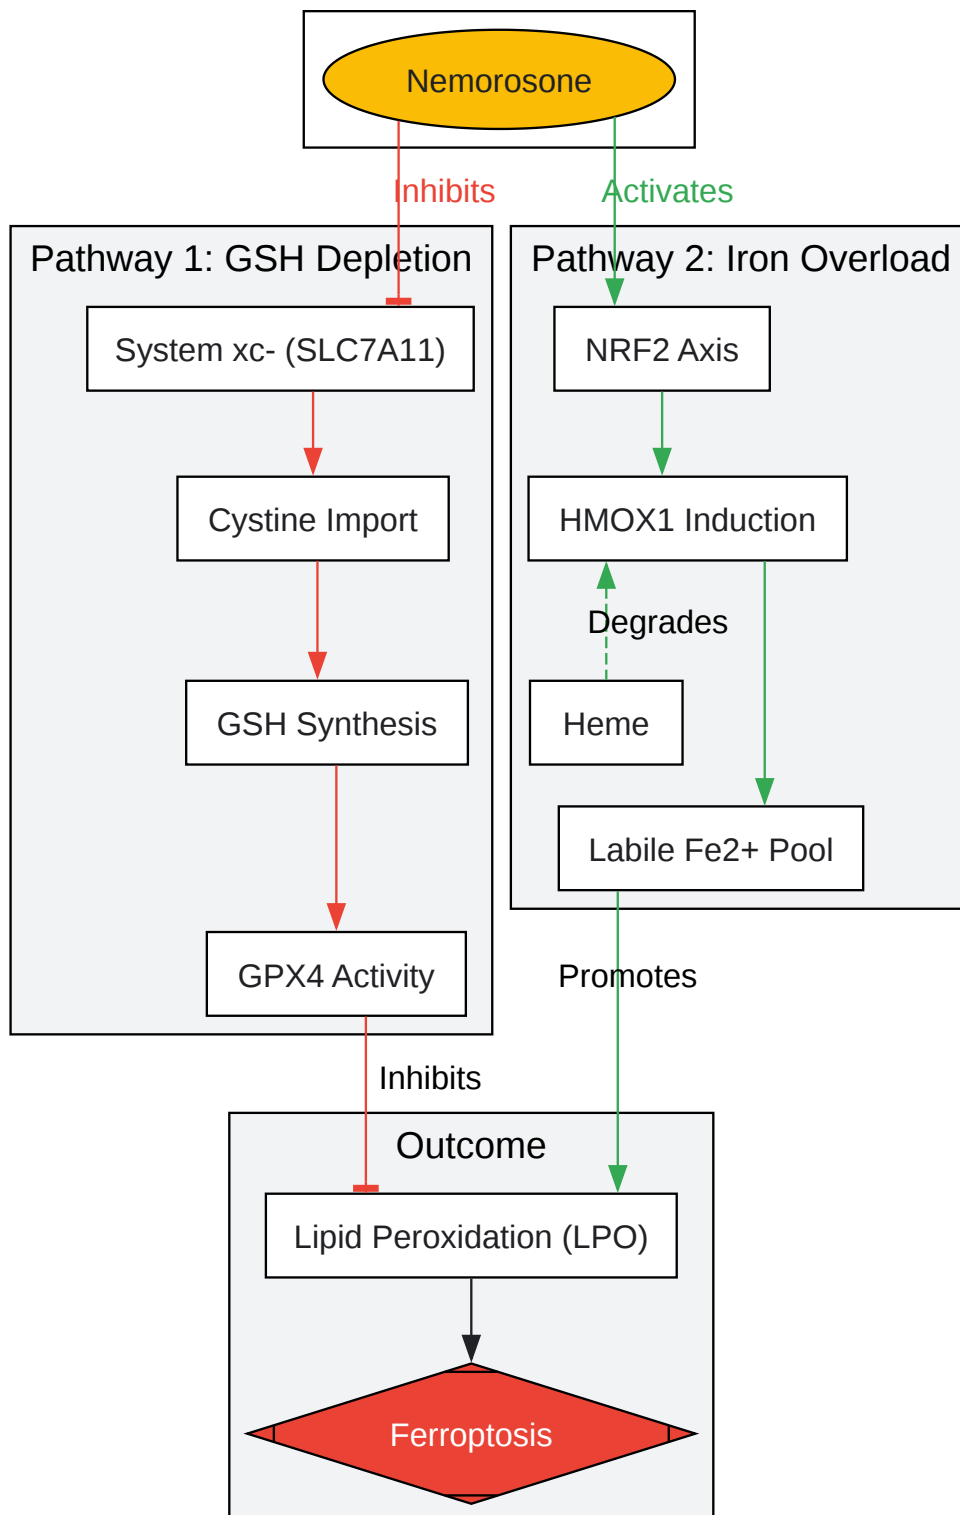 Nemorosone
Inhibits
Activates
Pathway 1: GSH Depletion
Pathway 2: Iron Overload
System xc- (SLC7A11)
NRF2 Axis
Cystine Import
HMOX1 Induction
Degrades
GSH Synthesis
Heme
Labile Fe2+ Pool
GPX4 Activity
Promotes
Inhibits
Outcome
Lipid Peroxidation (LPO)
Ferroptosis